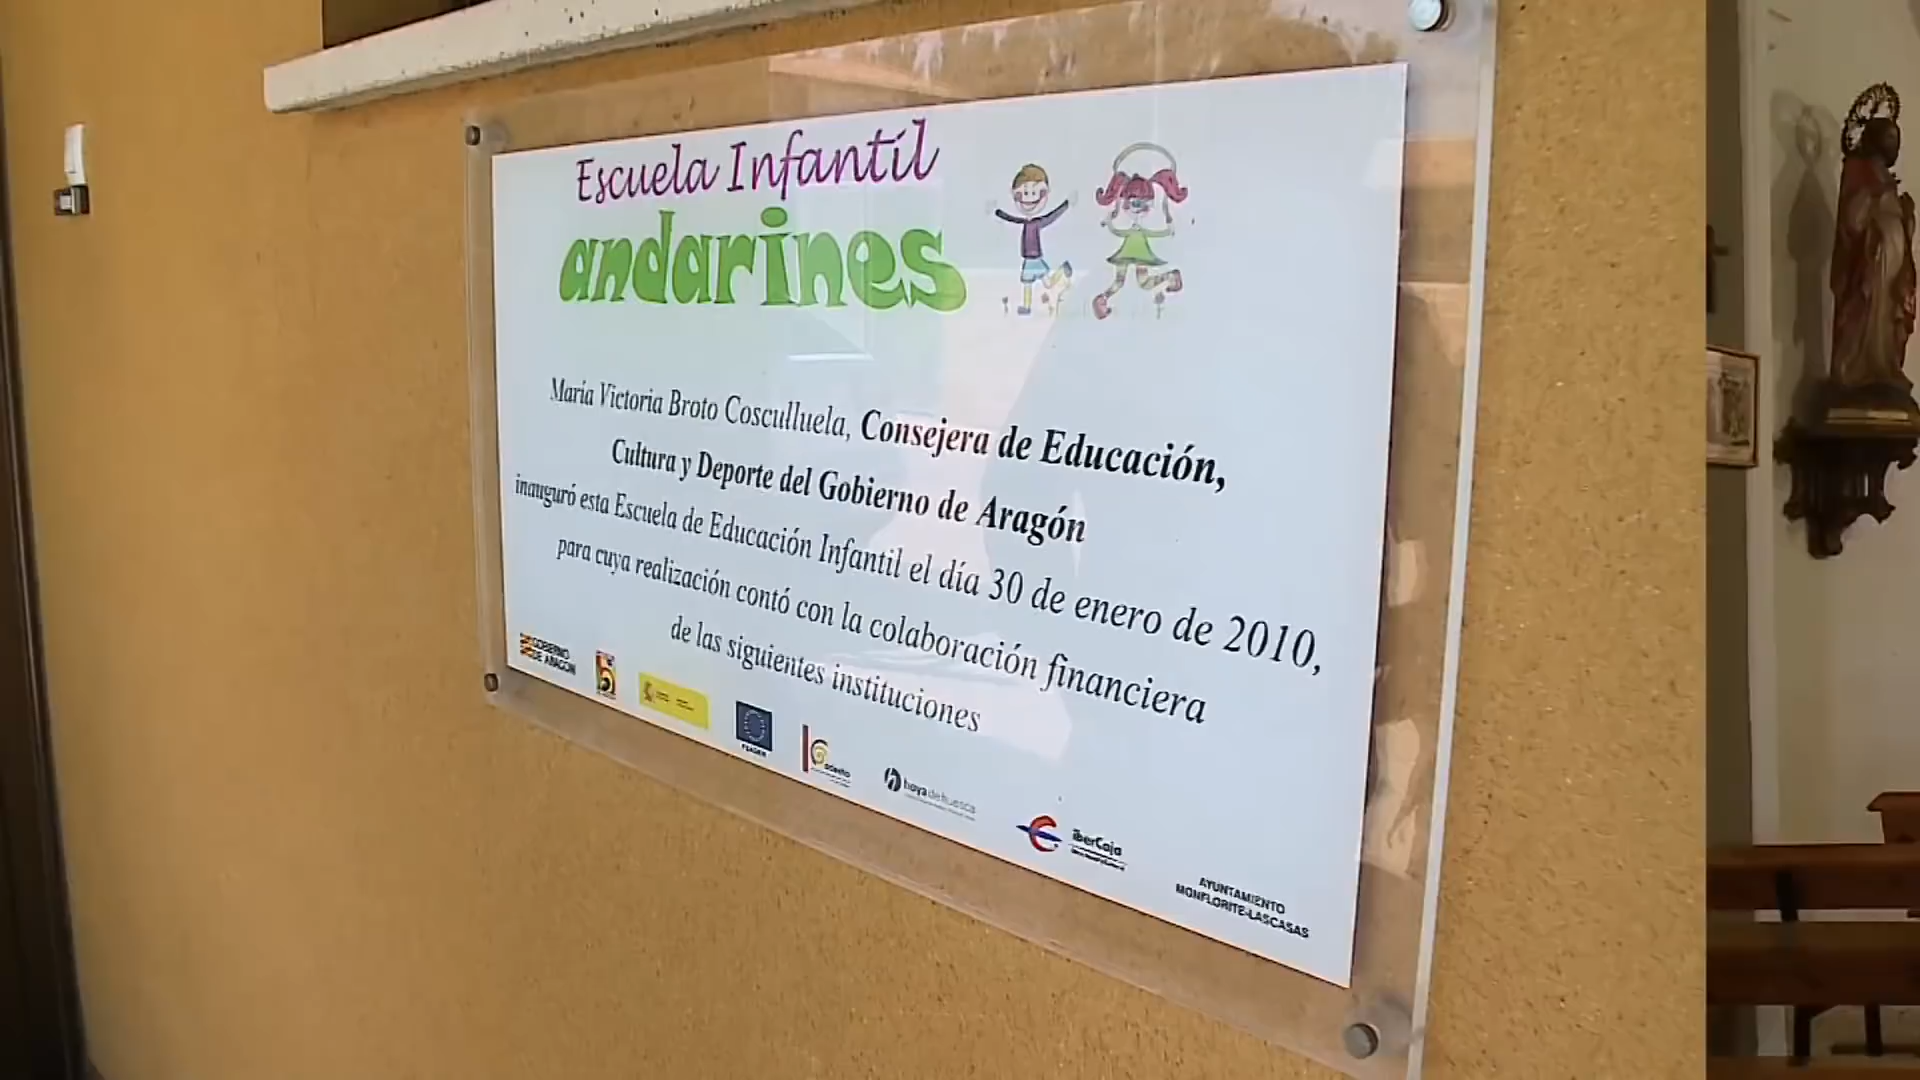 Escuela Infantil
andarines
María Victoria Broto Cosculluela, Consejera de Educación,
Cultura y Deporte del Gobierno de Aragón
inauguró esta Escuela de Educación Infantil el día 30 de enero de 2010,
para cuya realización contó con la colaboración financiera
de las siguientes instituciones
GOBIERNO
DE ARAGON
FEADER
adesho
hoya de huesca
iberCaja
AYUNTAMIENTO
MONFLORITE-LASCASAS